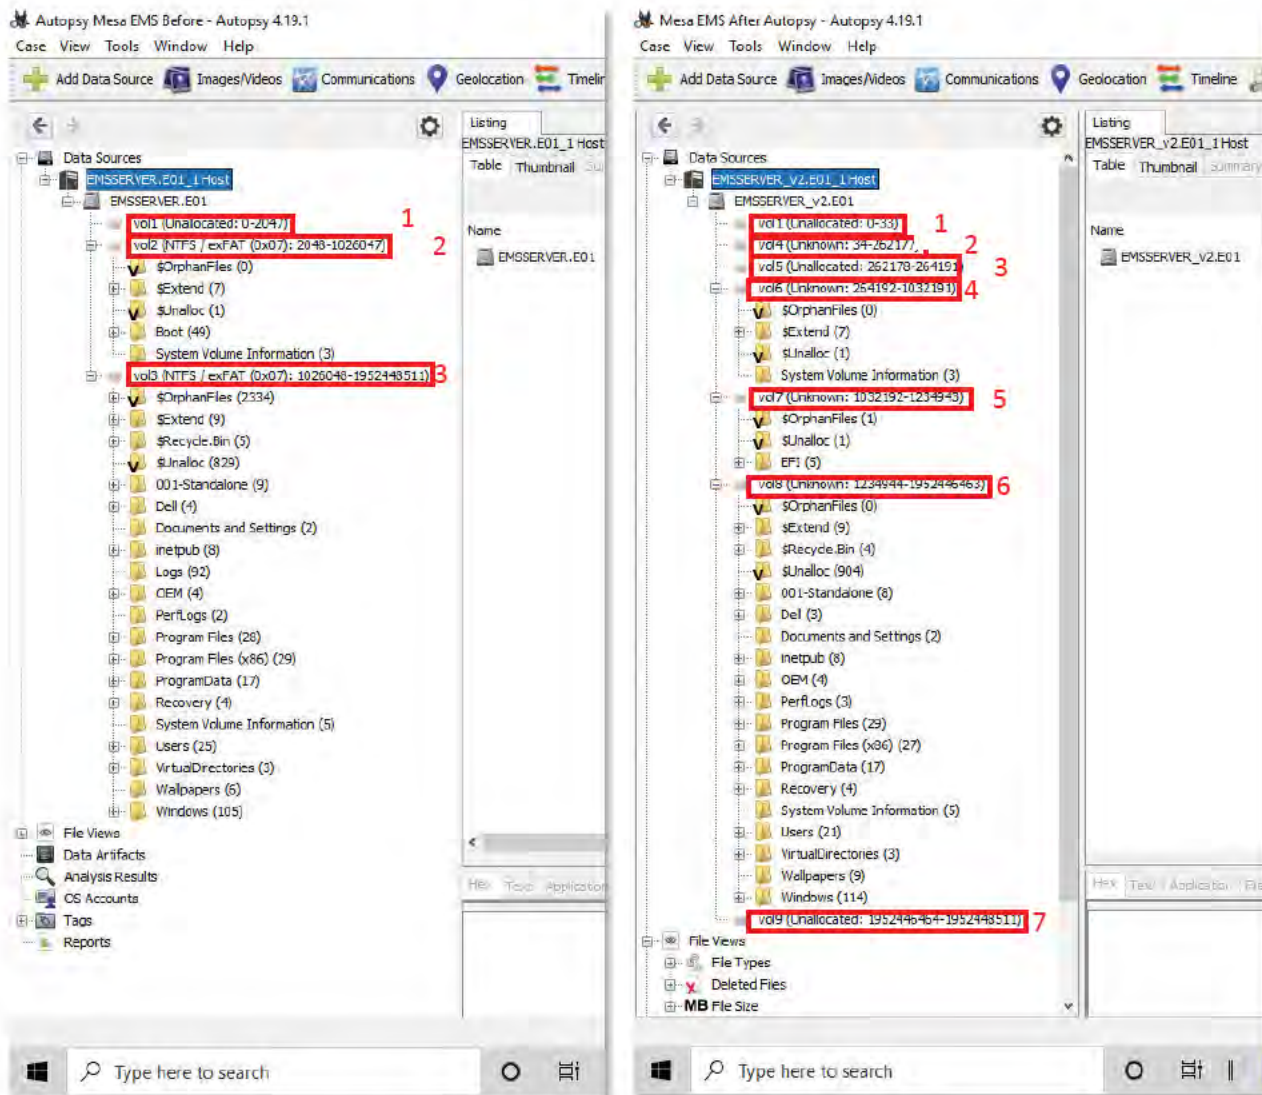 Autopsy Mesa EMS Before - Autopsy 4.19.1
Case View Tools Window Help
Add Data Source Images/Videos Communications Geolocation Timelin
Data Sources
EMSSERVER.E01_1 Host
EMSSERVER.E01
vol1 (Unallocated: 0-2047) 1
vol2 (NTFS / exFAT (0x07): 2048-1026047) 2
$OrphanFiles (0)
$Extend (7)
$Unalloc (1)
Boot (49)
System Volume Information (3)
vol3 (NTFS / exFAT (0x07): 1026048-1952448511) 3
$OrphanFiles (2334)
$Extend (9)
$Recycle.Bin (5)
$Unalloc (829)
001-Standalone (9)
Dell (4)
Documents and Settings (2)
inetpub (8)
Logs (92)
OEM (4)
PerfLogs (2)
Program Files (28)
Program Files (x86) (29)
ProgramData (17)
Recovery (4)
System Volume Information (5)
Users (25)
VirtualDirectories (3)
Wallpapers (6)
Windows (105)
File Views
Data Artifacts
Analysis Results
OS Accounts
Tags
Reports
Listing
EMSSERVER.E01_1 Host
Table Thumbnail Su
Name
EMSSERVER.E01
Hex Text Application
Type here to search
Mesa EMS After Autopsy - Autopsy 4.19.1
Case View Tools Window Help
Add Data Source Images/Videos Communications Geolocation Timeline
Data Sources
EMSSERVER_v2.E01_1 Host
EMSSERVER_v2.E01
vol1 (Unallocated: 0-33) 1
vol4 (Unknown: 34-262177) 2
vol5 (Unallocated: 262178-264191) 3
vol6 (Unknown: 264192-1032191) 4
$OrphanFiles (0)
$Extend (7)
$Unalloc (1)
System Volume Information (3)
vol7 (Unknown: 1032192-1234943) 5
$OrphanFiles (1)
$Unalloc (1)
EFI (5)
vol8 (Unknown: 1234944-1952446463) 6
$OrphanFiles (0)
$Extend (9)
$Recycle.Bin (4)
$Unalloc (904)
001-Standalone (8)
Dell (3)
Documents and Settings (2)
inetpub (8)
OEM (4)
PerfLogs (3)
Program Files (29)
Program Files (x86) (27)
ProgramData (17)
Recovery (4)
System Volume Information (5)
Users (21)
VirtualDirectories (3)
Wallpapers (9)
Windows (114)
vol9 (Unallocated: 1952446464-1952448511) 7
File Views
File Types
Deleted Files
MB File Size
Listing
EMSSERVER_v2.E01_1 Host
Table Thumbnail Summary
Name
EMSSERVER_v2.E01
Hex Text Application File
Type here to search